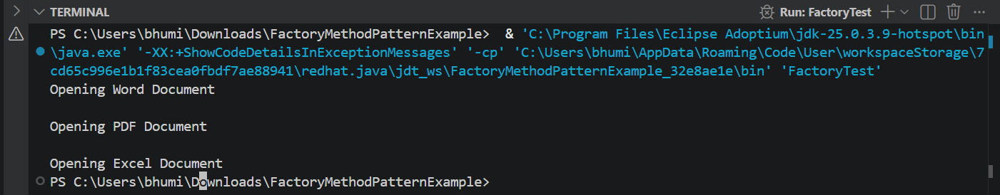 TERMINAL
Run: FactoryTest
PS C:\Users\bhumi\Downloads\FactoryMethodPatternExample>  & 'C:\Program Files\Eclipse Adoptium\jdk-25.0.3.9-hotspot\bin
\java.exe' '-XX:+ShowCodeDetailsInExceptionMessages' '-cp' 'C:\Users\bhumi\AppData\Roaming\Code\User\workspaceStorage\7
cd65c996e1b1f83cea0fbdf7ae88941\redhat.java\jdt_ws\FactoryMethodPatternExample_32e8ae1e\bin' 'FactoryTest'
Opening Word Document
Opening PDF Document
Opening Excel Document
PS C:\Users\bhumi\Downloads\FactoryMethodPatternExample>